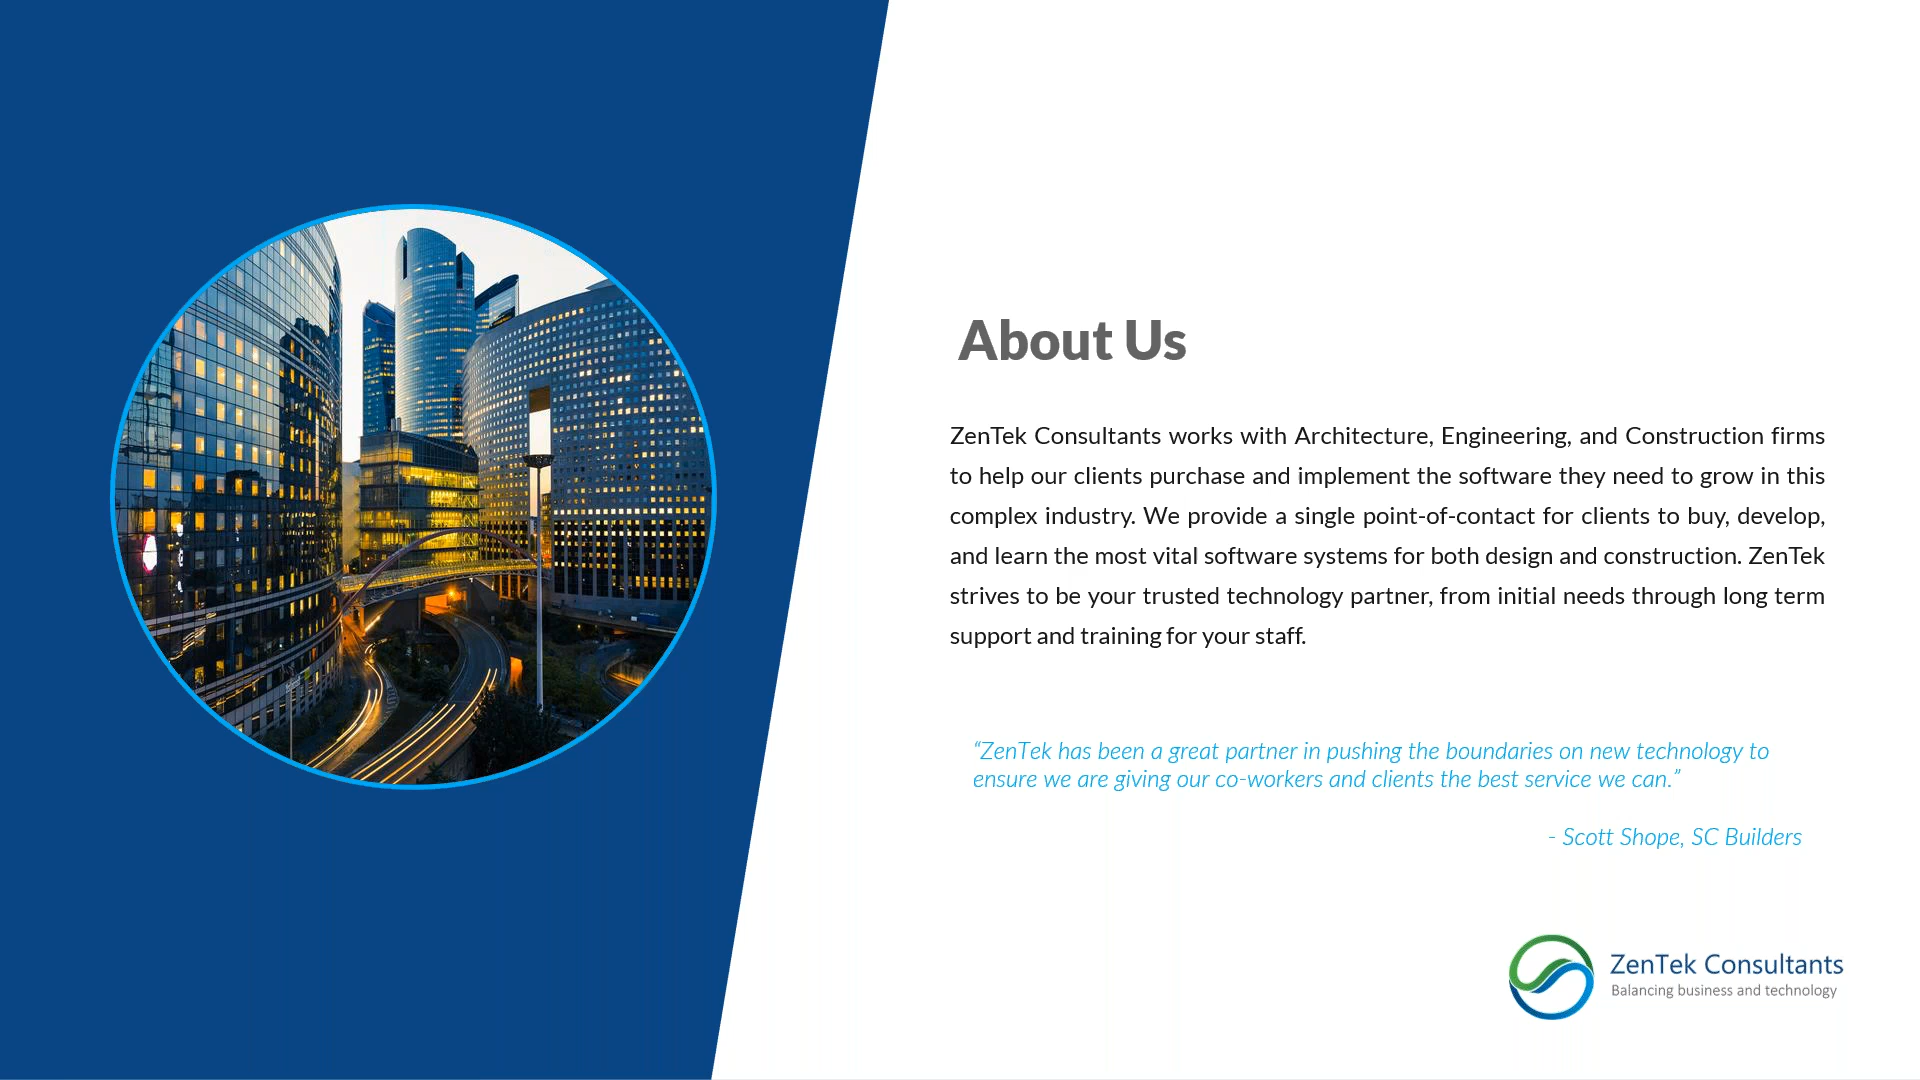 About Us
ZenTek Consultants works with Architecture, Engineering, and Construction firms
to help our clients purchase and implement the software they need to grow in this
complex industry. We provide a single point-of-contact for clients to buy, develop,
and learn the most vital software systems for both design and construction. ZenTek
strives to be your trusted technology partner, from initial needs through long term
support and training for your staff.
“ZenTek has been a great partner in pushing the boundaries on new technology to
ensure we are giving our co-workers and clients the best service we can.”
- Scott Shope, SC Builders
ZenTek Consultants
Balancing business and technology